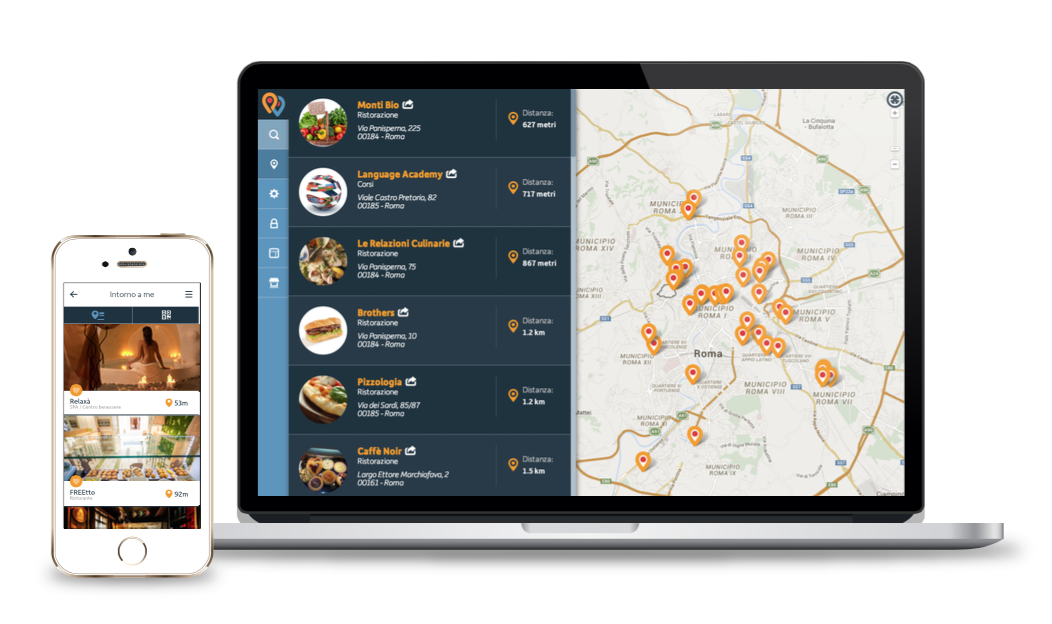 Intorno a me
Relaxà
SPA / Centro benessere
53m
FREEtto
Ristorante
92m
Monti Bio
Ristorazione
Via Panisperna, 225
00184 - Roma
Distanza:
627 metri
Language Academy
Corsi
Viale Castro Pretorio, 82
00185 - Roma
Distanza:
717 metri
Le Relazioni Culinarie
Ristorazione
Via Panisperna, 75
00184 - Roma
Distanza:
867 metri
Brothers
Ristorazione
Via Panisperna, 10
00184 - Roma
Distanza:
1.2 km
Pizzologia
Ristorazione
Via dei Sardi, 85/87
00185 - Roma
Distanza:
1.2 km
Caffè Noir
Ristorazione
Largo Ettore Marchiafava, 2
00161 - Roma
Distanza:
1.5 km
La Cinquina
- Bufalotta
MUNICIPIO
ROMA III
MUNICIPIO
ROMA XIV
MUNICIPIO
ROMA IV
MUNICIPIO
ROMA I
MUNICIPIO
ROMA V
Roma
MUNICIPIO
ROMA XII
MUNICIPIO
ROMA VIII
MUNICIPIO
ROMA VII
MUNICIPIO
ROMA XI
MUNICIPIO
ROMA IX
Ciampino